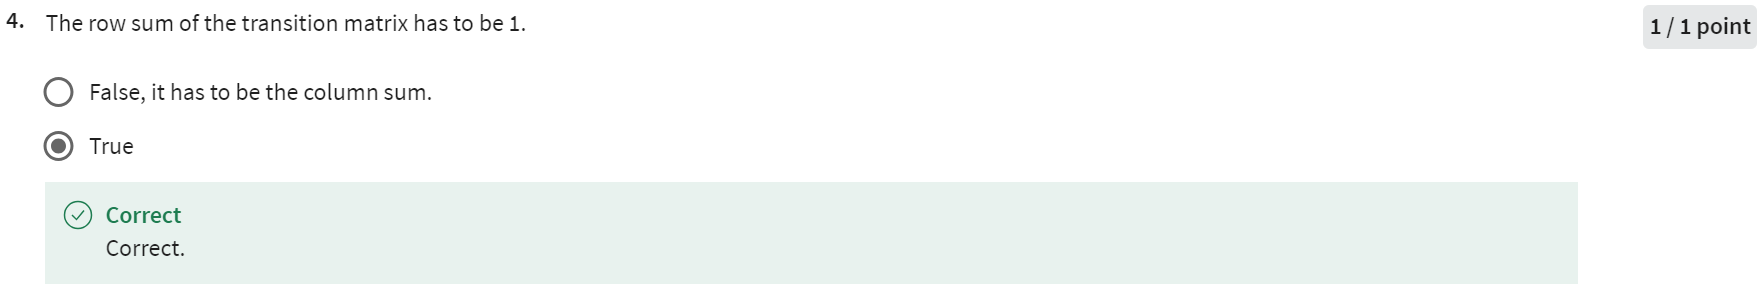 4. The row sum of the transition matrix has to be 1.
1 / 1 point
False, it has to be the column sum.
True
Correct
Correct.